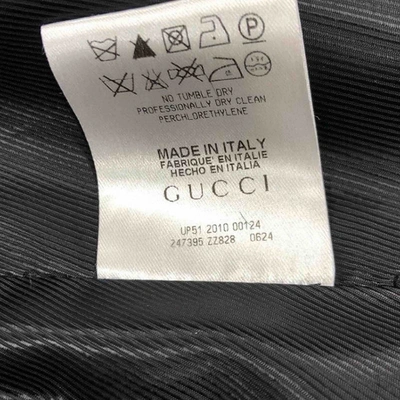 NO TUMBLE DRY
PROFESSIONALLY DRY CLEAN
PERCHLORETHYLENE
MADE IN ITALY
FABRIQUE' EN ITALIE
HECHO EN ITALIA
GUCCI
UP51 2010 00124
247395 ZZ828 0624